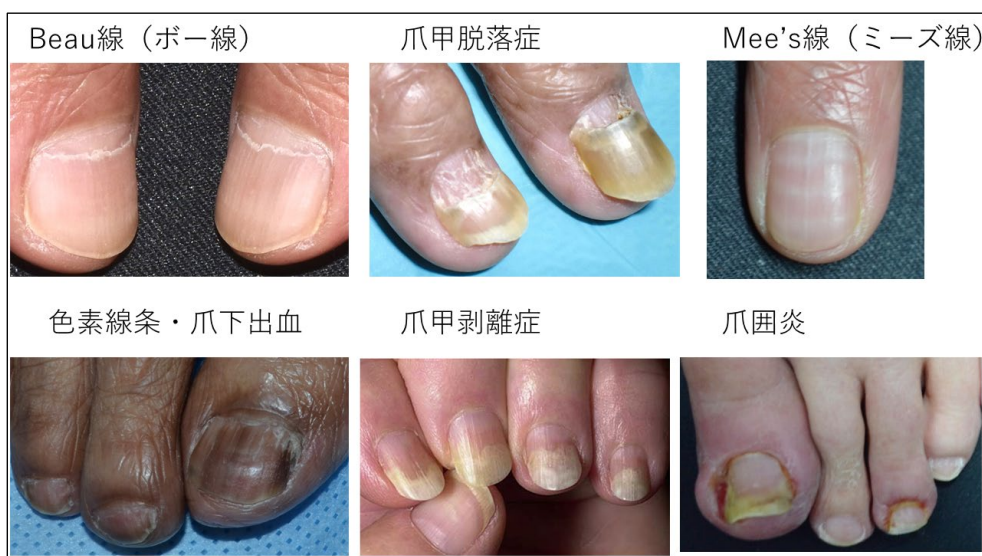 Beau線（ボー線）
爪甲脱落症
Mee's線（ミーズ線）
色素線条・爪下出血
爪甲剥離症
爪囲炎